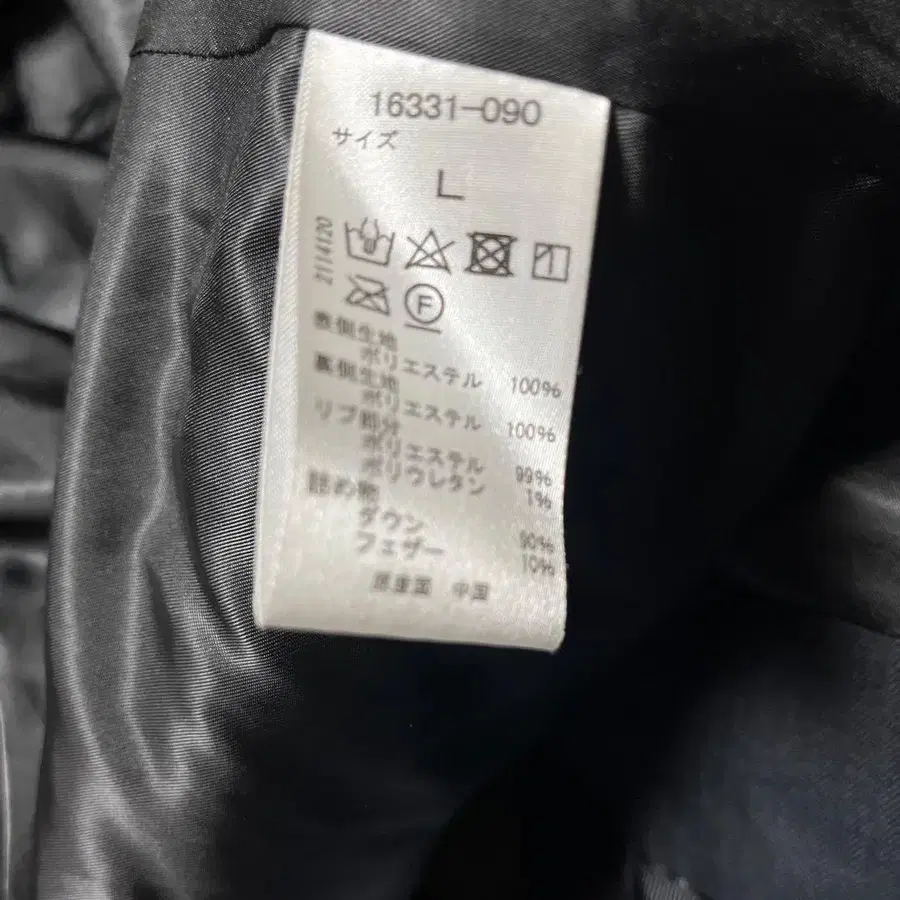 16331-090
サイズ
L
2114120
F
表側生地
ポリエステル 100%
裏側生地
ポリエステル 100%
リブ部分
ポリエステル 99%
ポリウレタン 1%
詰め物
ダウン 90%
フェザー 10%
原産国 中国